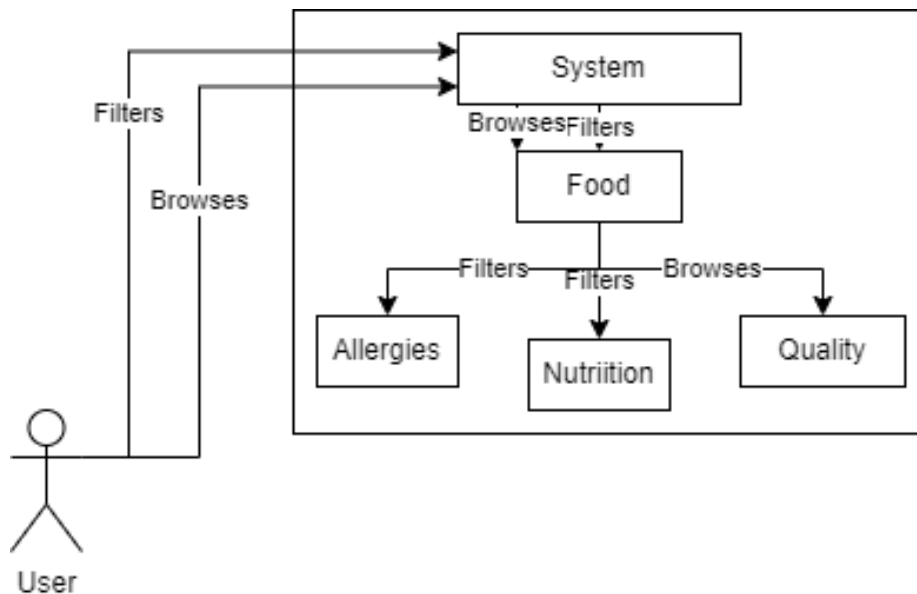 System
Filters
Browses
Filters
Browses
Food
Filters
Filters
Browses
Allergies
Nutriition
Quality
User